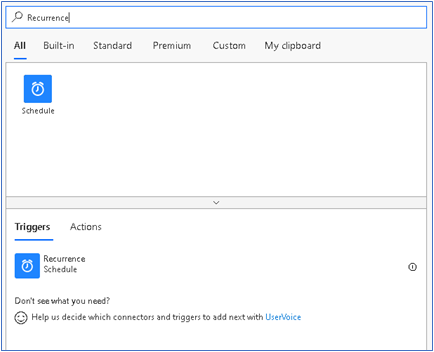 Recurrence
All Built-in Standard Premium Custom My clipboard
Schedule
Triggers Actions
Recurrence
Schedule
Don't see what you need?
Help us decide which connectors and triggers to add next with UserVoice